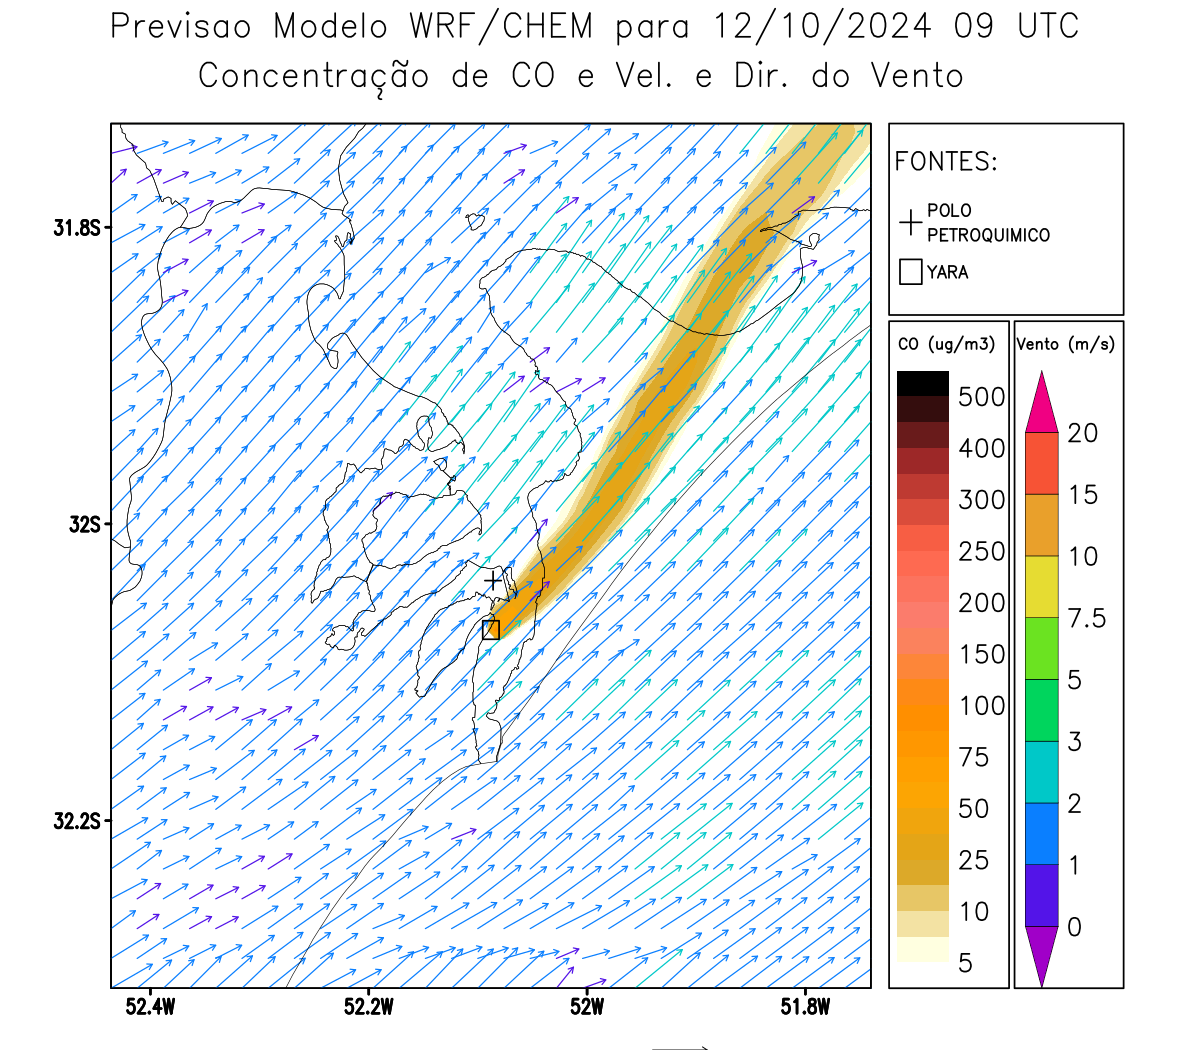 Previsao Modelo WRF/CHEM para 12/10/2024 09 UTC
Concentração de CO e Vel. e Dir. do Vento
FONTES:
POLO
PETROQUIMICO
YARA
CO (ug/m3)
500
400
300
250
200
150
100
75
50
25
10
5
Vento (m/s)
20
15
10
7.5
5
3
2
1
0
31.8S
32S
32.2S
52.4W
52.2W
52W
51.8W